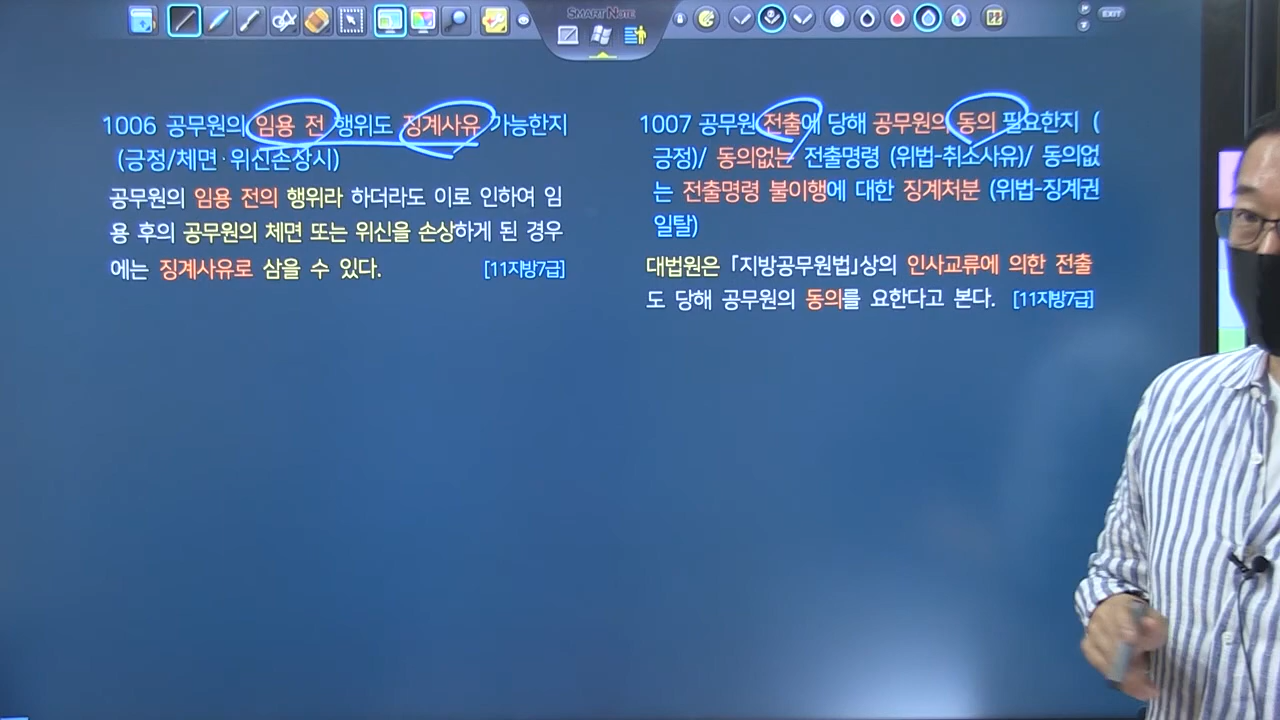 SMARTNOTE
EXIT
1006 공무원의 임용 전 행위도 징계사유 가능한지
(긍정/체면·위신손상시)
공무원의 임용 전의 행위라 하더라도 이로 인하여 임
용 후의 공무원의 체면 또는 위신을 손상하게 된 경우
에는 징계사유로 삼을 수 있다. [11지방7급]
1007 공무원 전출에 당해 공무원의 동의 필요한지 (
긍정)/ 동의없는 전출명령 (위법-취소사유)/ 동의없
는 전출명령 불이행에 대한 징계처분 (위법-징계권
일탈)
대법원은 「지방공무원법」상의 인사교류에 의한 전출
도 당해 공무원의 동의를 요한다고 본다. [11지방7급]